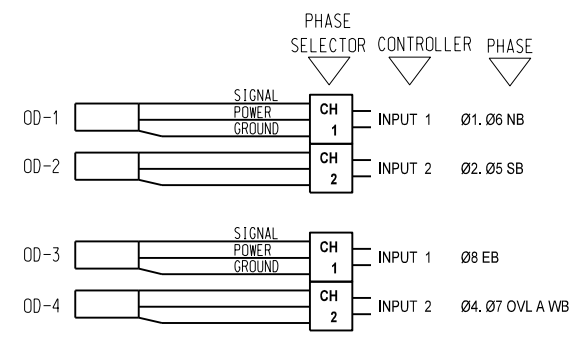 PHASE
SELECTOR CONTROLLER PHASE
SIGNAL
OD-1 POWER CH 1 INPUT 1 Ø1. Ø6 NB
GROUND
OD-2 CH 2 INPUT 2 Ø2. Ø5 SB
SIGNAL
OD-3 POWER CH 1 INPUT 1 Ø8 EB
GROUND
OD-4 CH 2 INPUT 2 Ø4. Ø7 OVL A WB